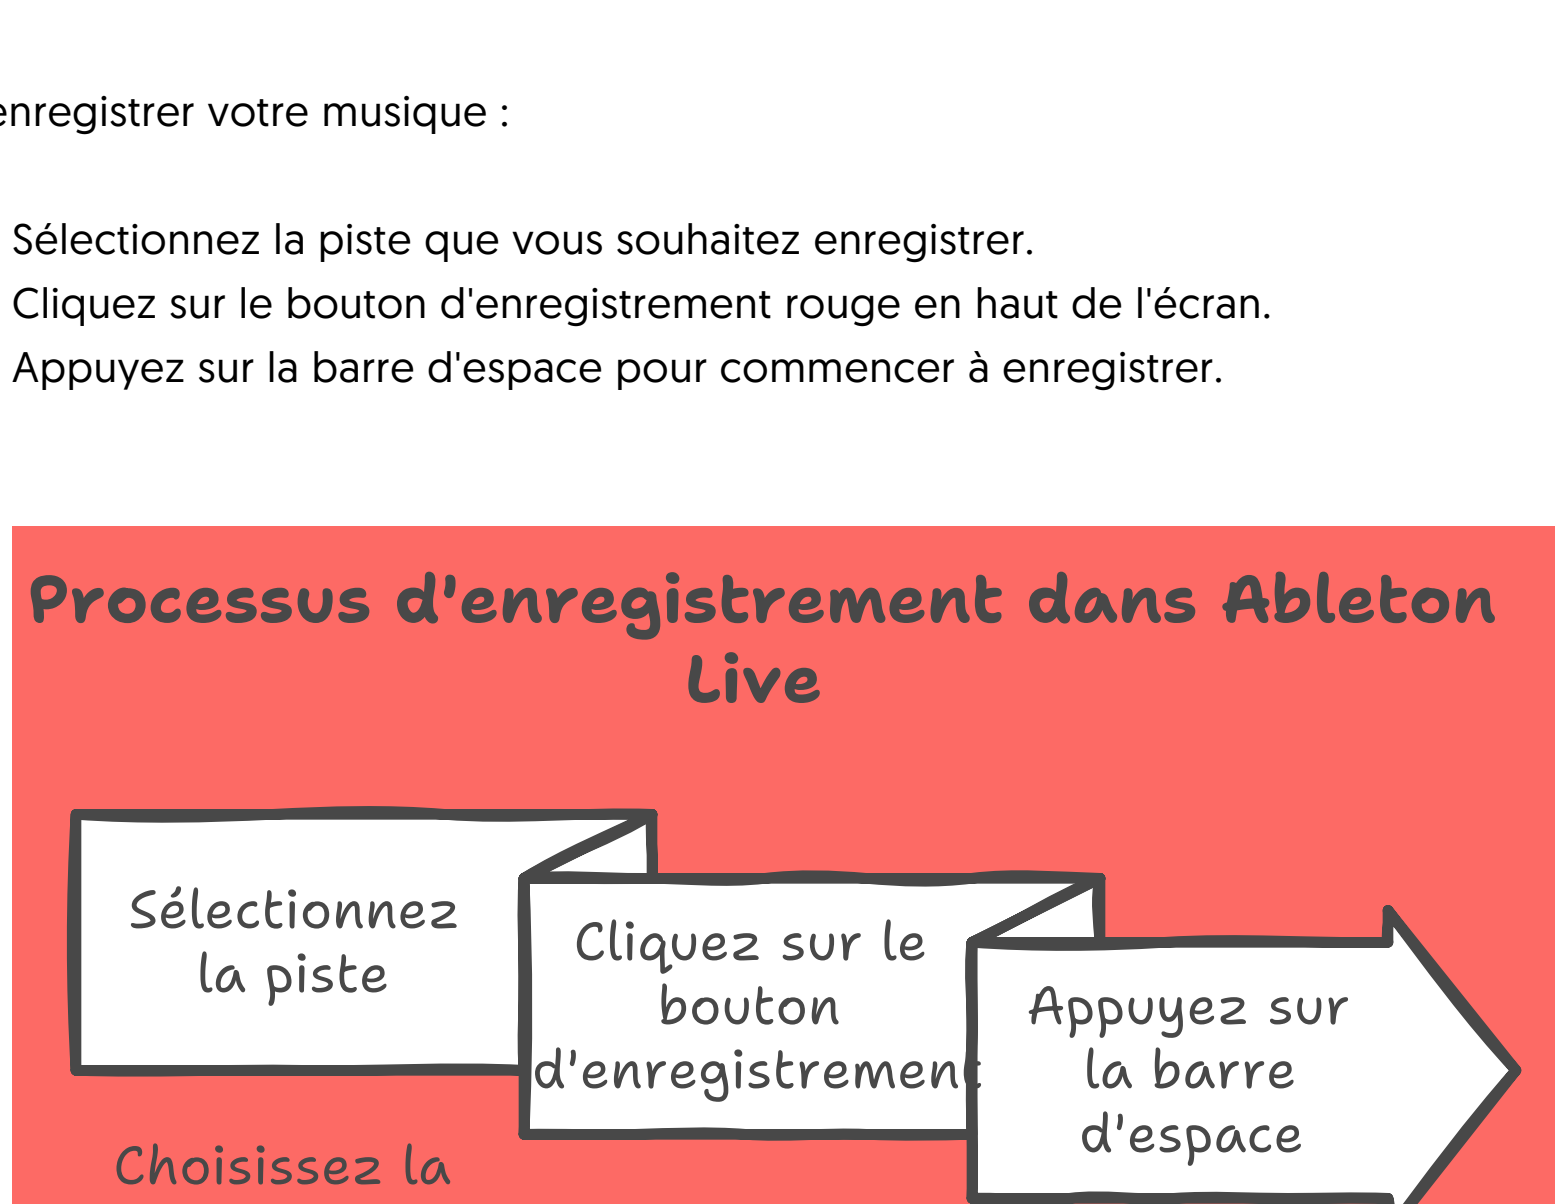 enregistrer votre musique :
Sélectionnez la piste que vous souhaitez enregistrer.
Cliquez sur le bouton d'enregistrement rouge en haut de l'écran.
Appuyez sur la barre d'espace pour commencer à enregistrer.
Processus d'enregistrement dans Ableton
Live
Sélectionnez
la piste
Cliquez sur le
bouton
d'enregistrement
Appuyez sur
la barre
d'espace
Choisissez la